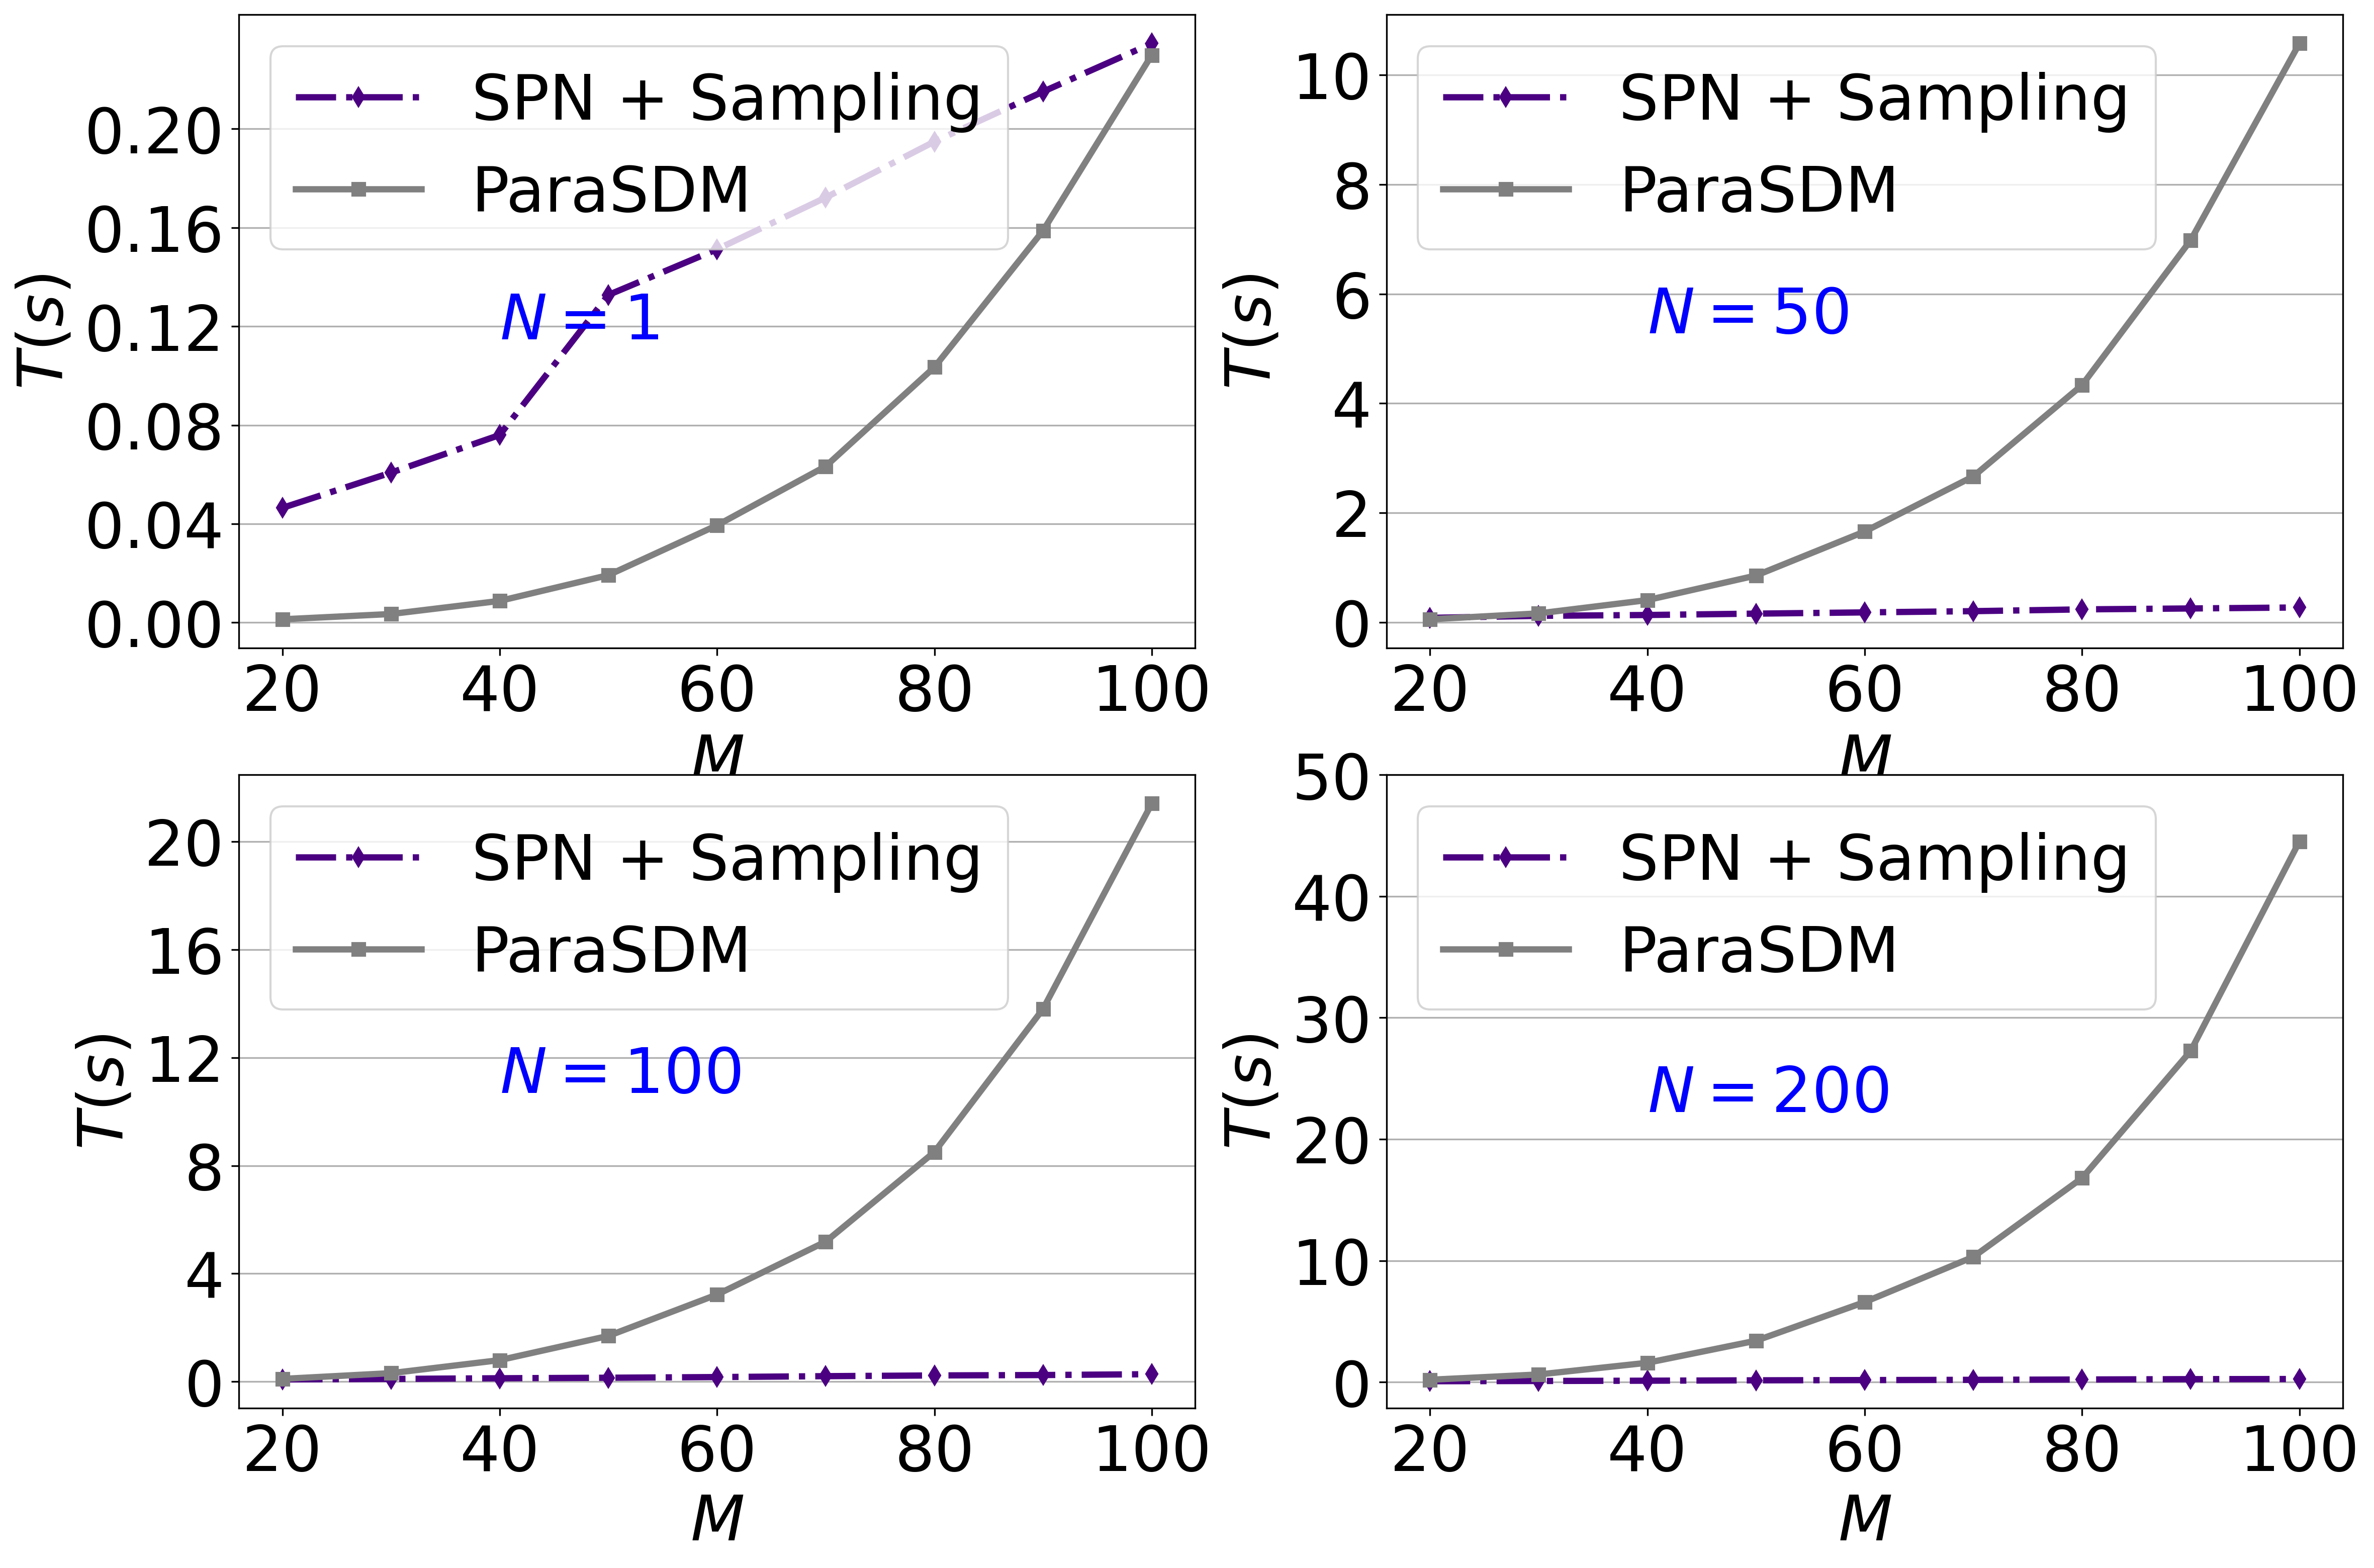 SPN + Sampling
ParaSDM
N = 1
T(s)
0.20
0.16
0.12
0.08
0.04
0.00
20 40 60 80 100
M
SPN + Sampling
ParaSDM
N = 50
T(s)
10
8
6
4
2
0
20 40 60 80 100
M
SPN + Sampling
ParaSDM
N = 100
T(s)
20
16
12
8
4
0
20 40 60 80 100
M
SPN + Sampling
ParaSDM
N = 200
T(s)
50
40
30
20
10
0
20 40 60 80 100
M